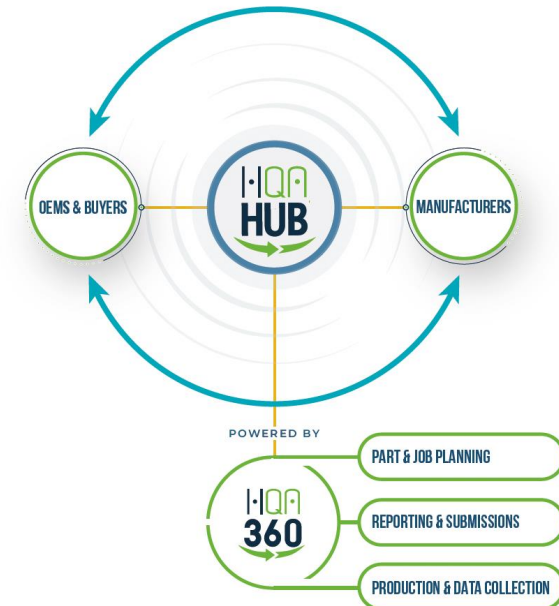 HQA
HUB
OEMS & BUYERS
MANUFACTURERS
POWERED BY
HQA
360
PART & JOB PLANNING
REPORTING & SUBMISSIONS
PRODUCTION & DATA COLLECTION